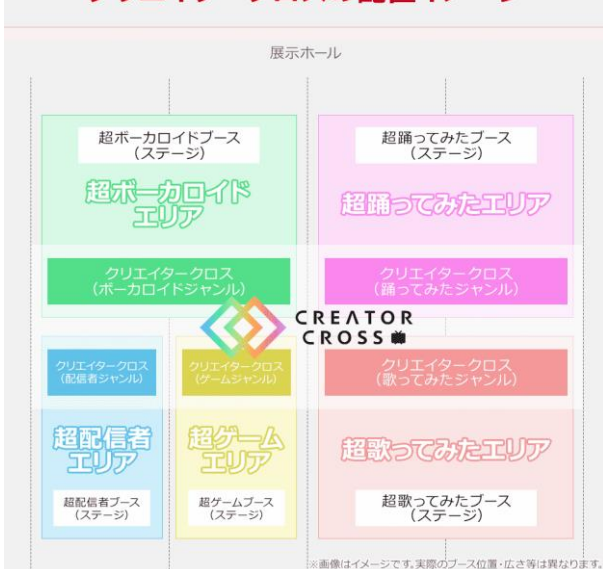 展示ホール
超ボーカロイドブース
(ステージ)
超ボーカロイド
エリア
超踊ってみたブース
(ステージ)
超踊ってみたエリア
クリエイタークロス
(ボーカロイドジャンル)
クリエイタークロス
(踊ってみたジャンル)
CREATOR
CROSS
クリエイタークロス
(配信者ジャンル)
クリエイタークロス
(ゲームジャンル)
クリエイタークロス
(歌ってみたジャンル)
超配信者
エリア
超ゲーム
エリア
超歌ってみたエリア
超配信者ブース
(ステージ)
超ゲームブース
(ステージ)
超歌ってみたブース
(ステージ)
※画像はイメージです。実際のブース位置・広さ等は異なります。